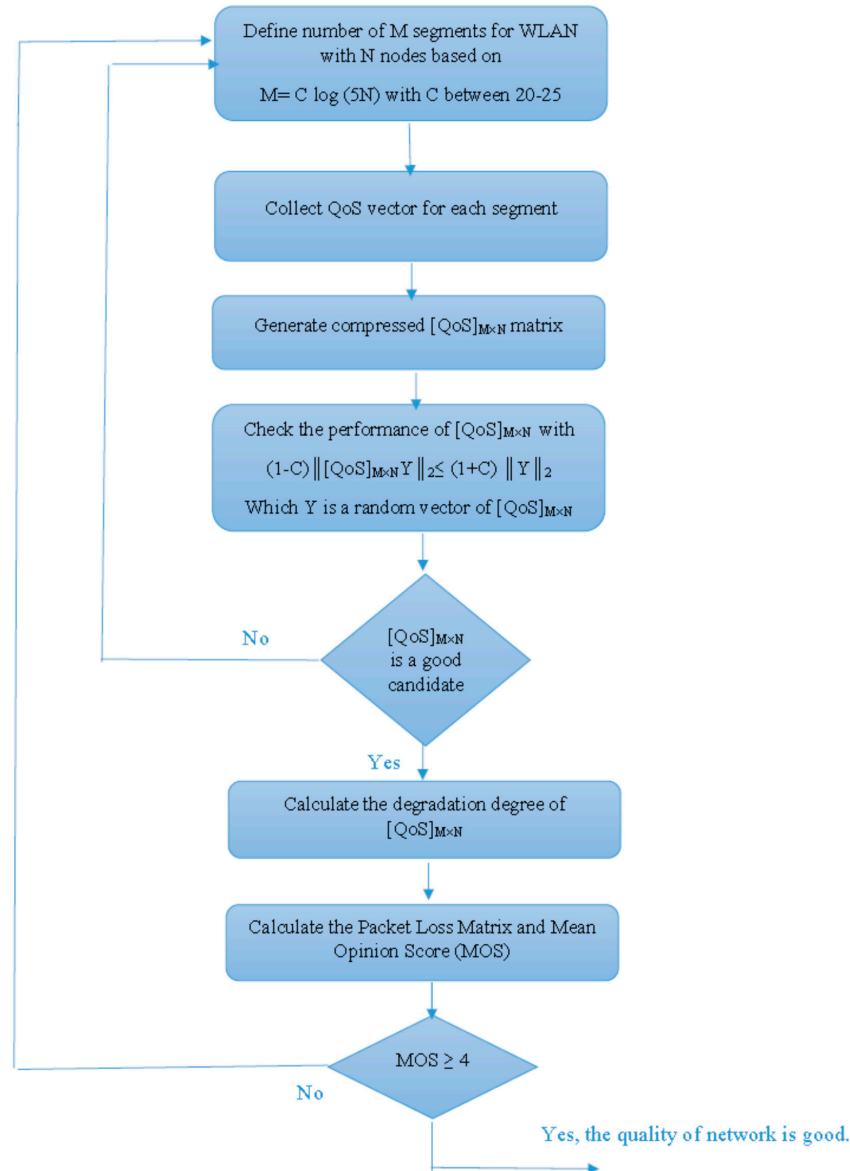 Define number of M segments for WLAN
with N nodes based on
M= C log (5N) with C between 20-25
Collect QoS vector for each segment
Generate compressed [QoS]M×N matrix
Check the performance of [QoS]M×N with
(1-C) ‖[QoS]M×N Y ‖2≤ (1+C) ‖ Y ‖2
Which Y is a random vector of [QoS]M×N
No
[QoS]M×N
is a good
candidate
Yes
Calculate the degradation degree of
[QoS]M×N
Calculate the Packet Loss Matrix and Mean
Opinion Score (MOS)
MOS ≥ 4
No
Yes, the quality of network is good.